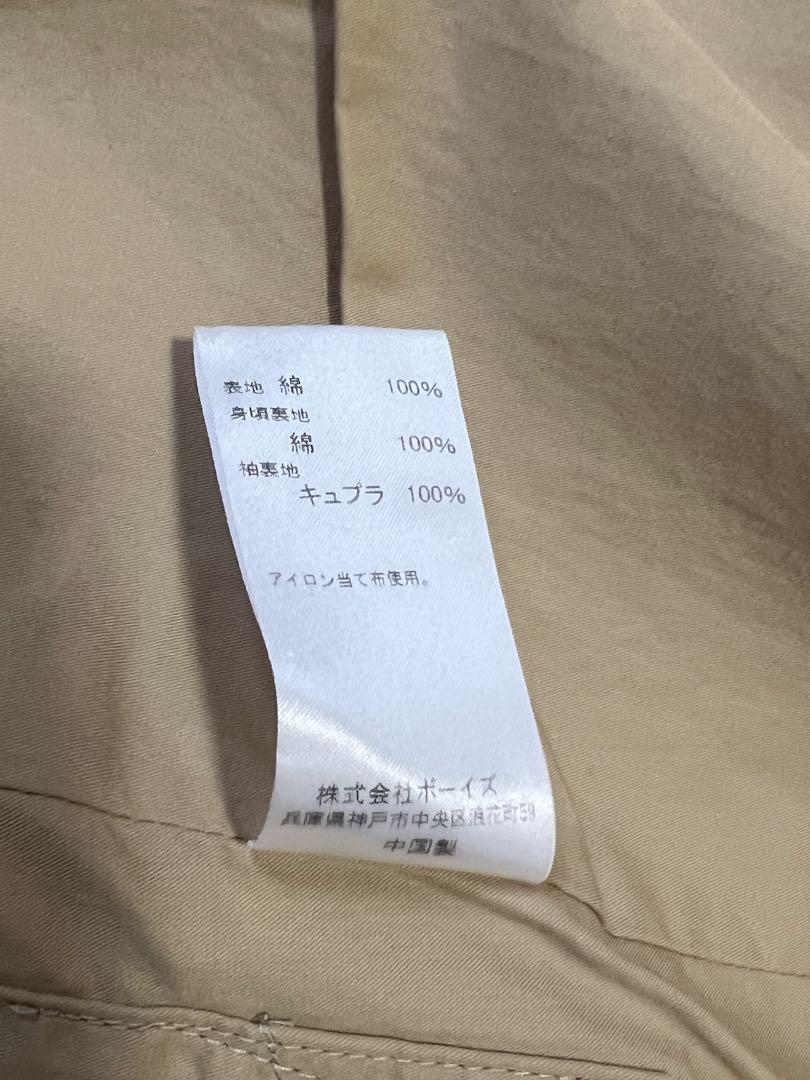 表地 綿 100%
身頃裏地
綿 100%
袖裏地
キュプラ 100%
アイロン当て布使用。
株式会社ボーイズ
兵庫県神戸市中央区浪花町59
中国製